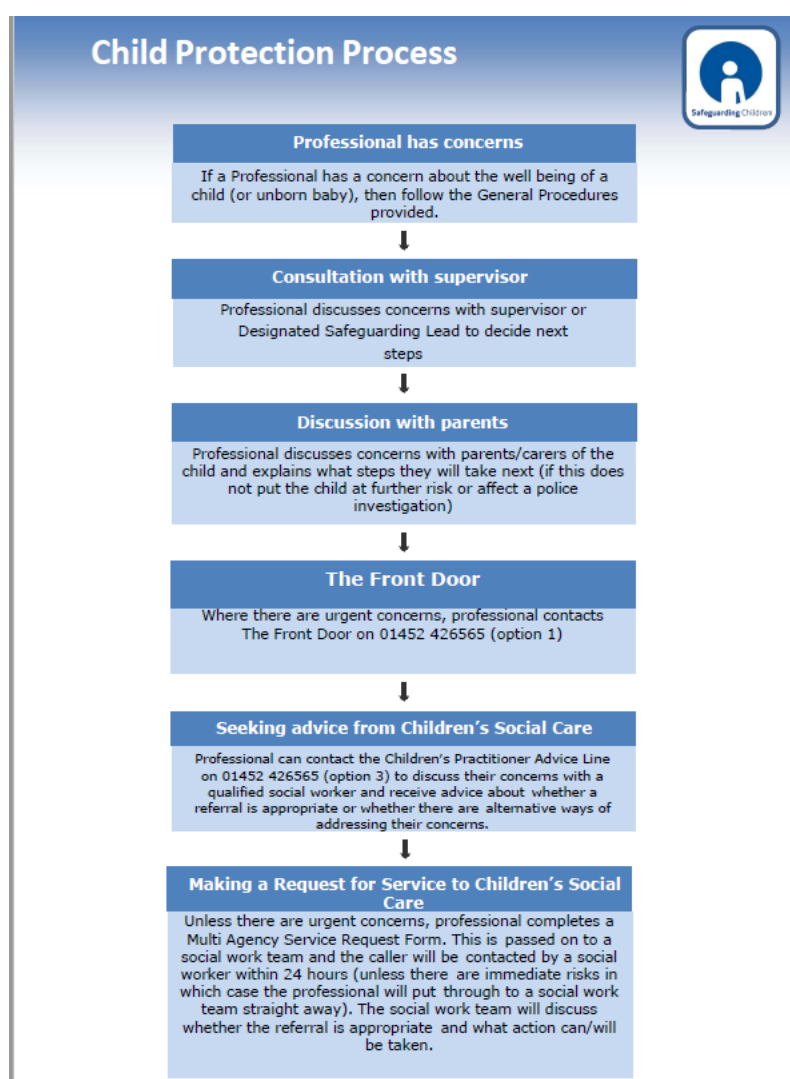 Child Protection Process
Safeguarding Children
Professional has concerns
If a Professional has a concern about the well being of a
child (or unborn baby), then follow the General Procedures
provided.
Consultation with supervisor
Professional discusses concerns with supervisor or
Designated Safeguarding Lead to decide next
steps
Discussion with parents
Professional discusses concerns with parents/carers of the
child and explains what steps they will take next (if this does
not put the child at further risk or affect a police
investigation)
The Front Door
Where there are urgent concerns, professional contacts
The Front Door on 01452 426565 (option 1)
Seeking advice from Children's Social Care
Professional can contact the Children's Practitioner Advice Line
on 01452 426565 (option 3) to discuss their concerns with a
qualified social worker and receive advice about whether a
referral is appropriate or whether there are alternative ways of
addressing their concerns.
Making a Request for Service to Children's Social
Care
Unless there are urgent concerns, professional completes a
Multi Agency Service Request Form. This is passed on to a
social work team and the caller will be contacted by a social
worker within 24 hours (unless there are immediate risks in
which case the professional will put through to a social work
team straight away). The social work team will discuss
whether the referral is appropriate and what action can/will
be taken.